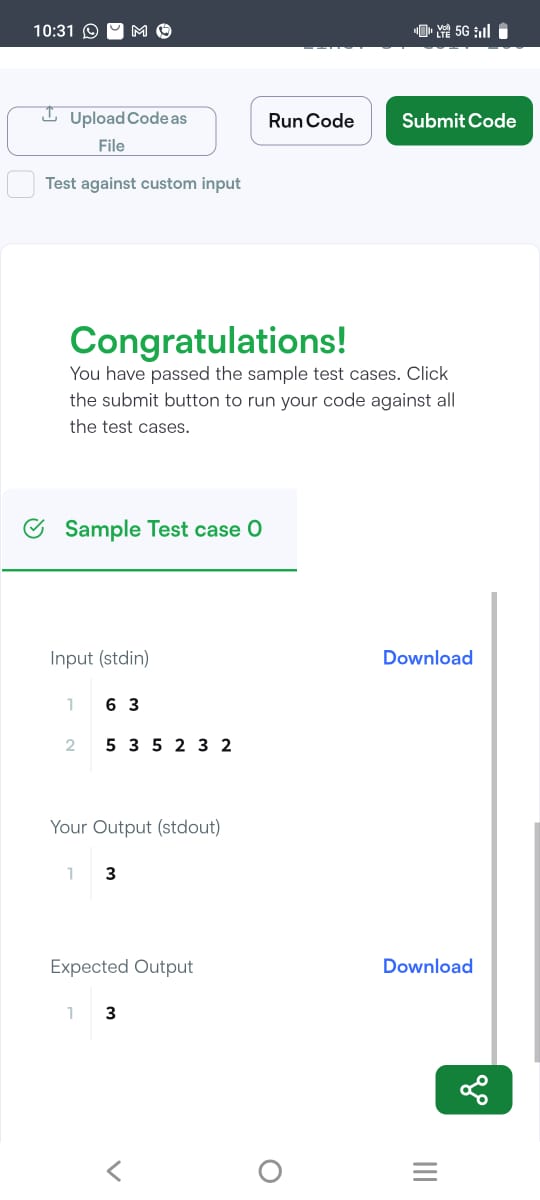 10:31 5G
Upload Code as
File
Run Code
Submit Code
Test against custom input
Congratulations!
You have passed the sample test cases. Click
the submit button to run your code against all
the test cases.
Sample Test case 0
Input (stdin)
Download
1 6 3
2 5 3 5 2 3 2
Your Output (stdout)
1 3
Expected Output
Download
1 3